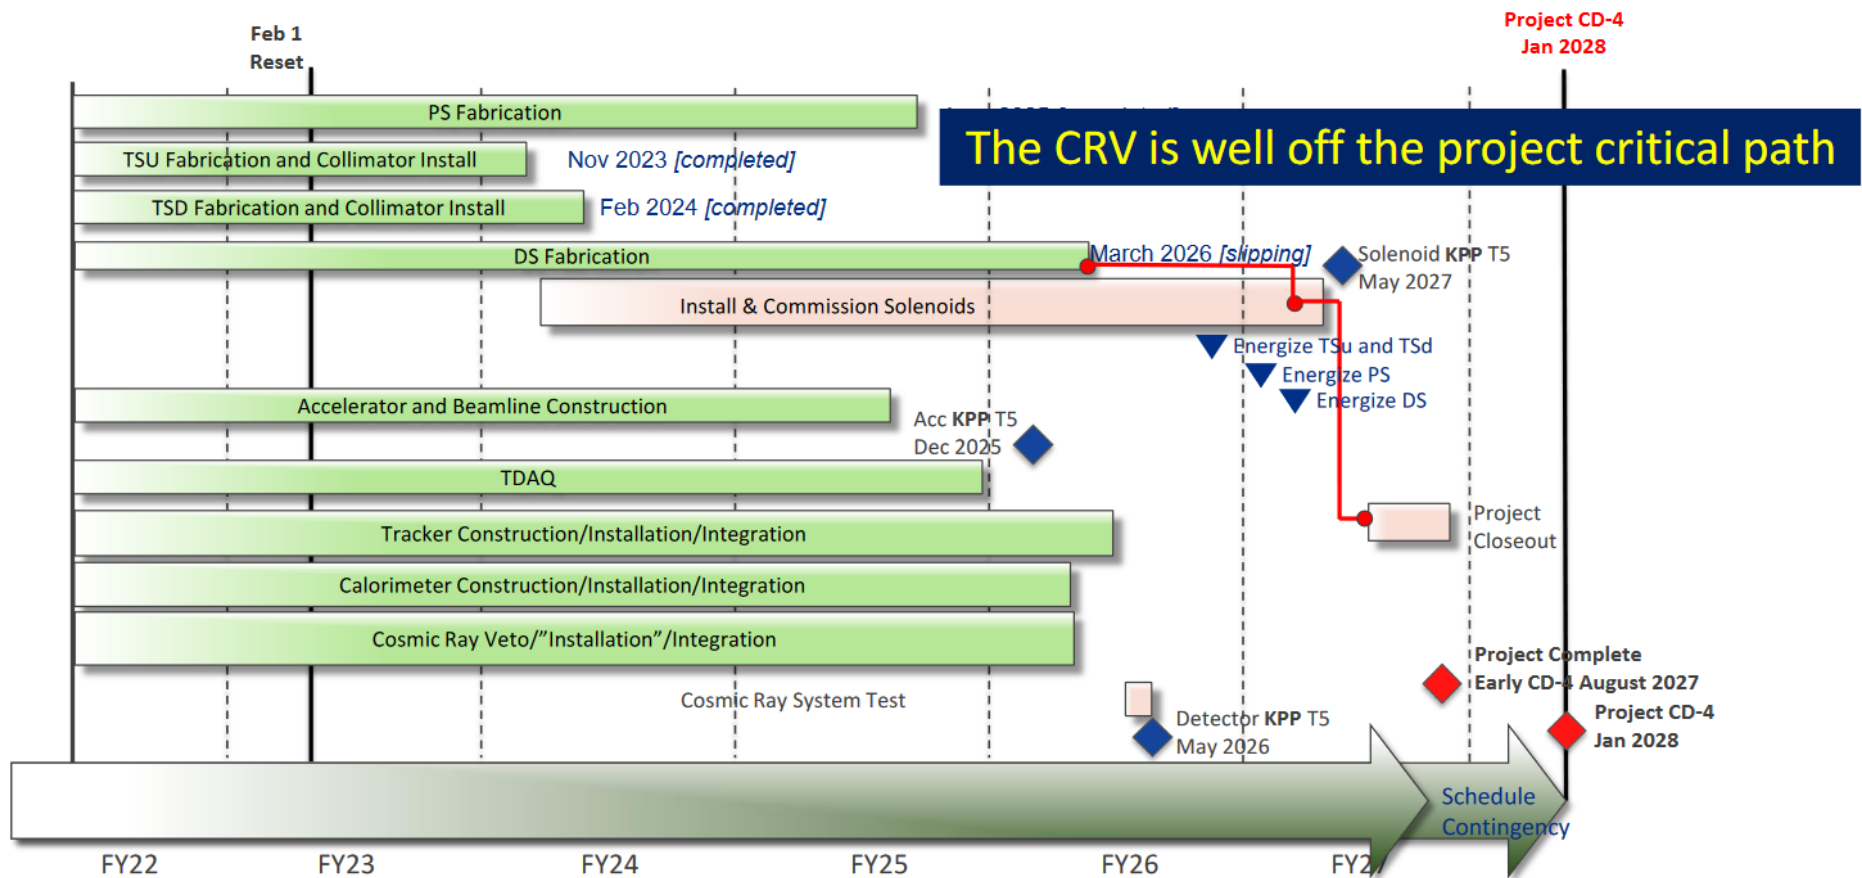 Feb 1
Reset
Project CD-4
Jan 2028
PS Fabrication
The CRV is well off the project critical path
TSU Fabrication and Collimator Install
Nov 2023 [completed]
TSD Fabrication and Collimator Install
Feb 2024 [completed]
DS Fabrication
March 2026 [slipping]
Solenoid KPP T5
May 2027
Install & Commission Solenoids
Energize TSu and TSd
Energize PS
Energize DS
Accelerator and Beamline Construction
Acc KPP T5
Dec 2025
TDAQ
Project
Closeout
Tracker Construction/Installation/Integration
Calorimeter Construction/Installation/Integration
Cosmic Ray Veto/”Installation”/Integration
Project Complete
Early CD-4 August 2027
Cosmic Ray System Test
Detector KPP T5
May 2026
Project CD-4
Jan 2028
Schedule
Contingency
FY22 FY23 FY24 FY25 FY26 FY27